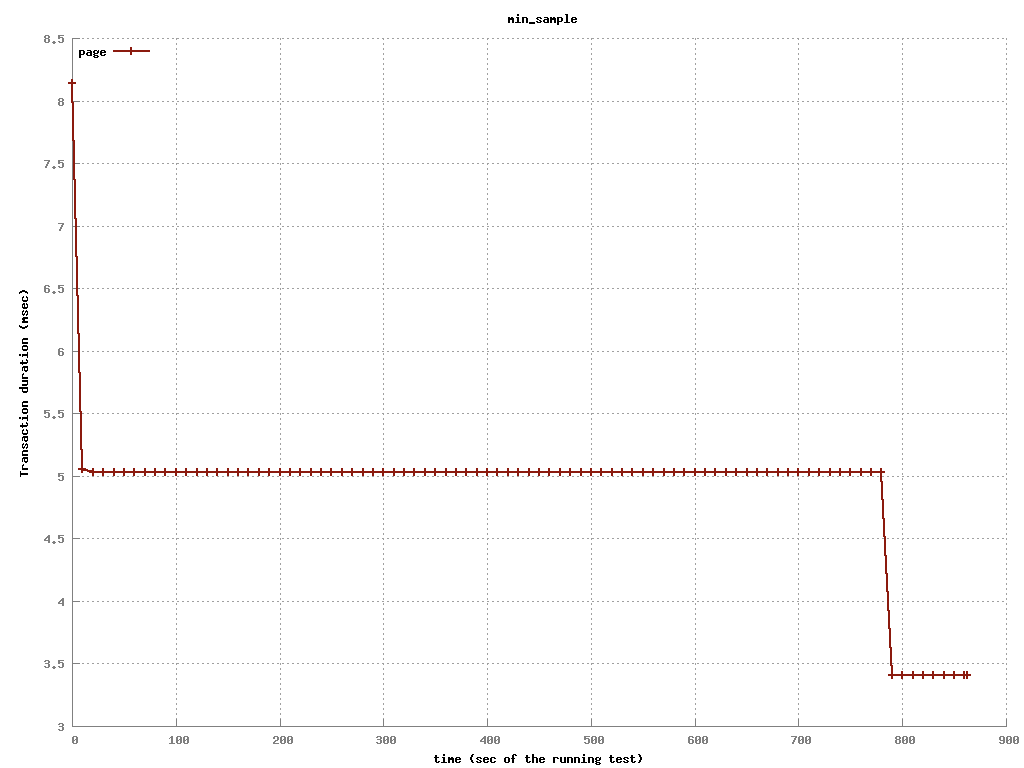 min_sample
page
8.5
8
7.5
7
6.5
6
5.5
5
4.5
4
3.5
3
Transaction duration (msec)
0 100 200 300 400 500 600 700 800 900
time (sec of the running test)